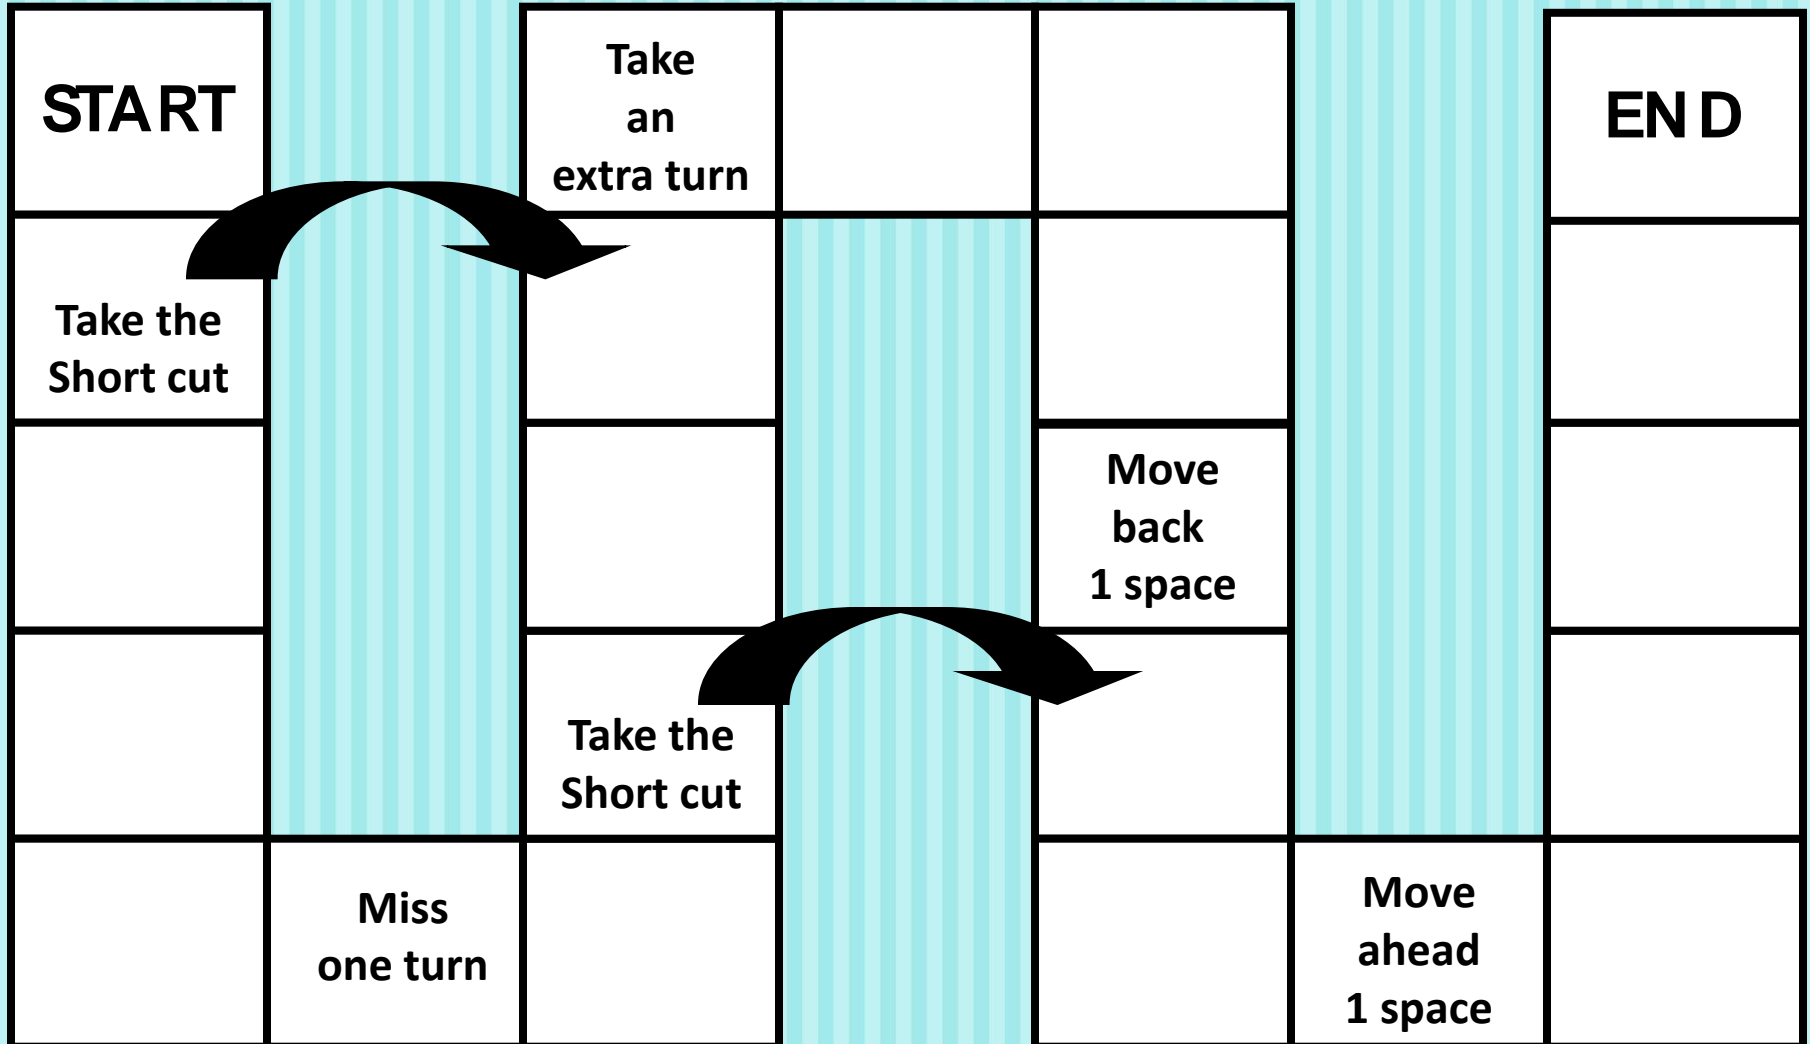 START
Take
an
extra turn
END
Take the
Short cut
Move
back
1 space
Take the
Short cut
Miss
one turn
Move
ahead
1 space